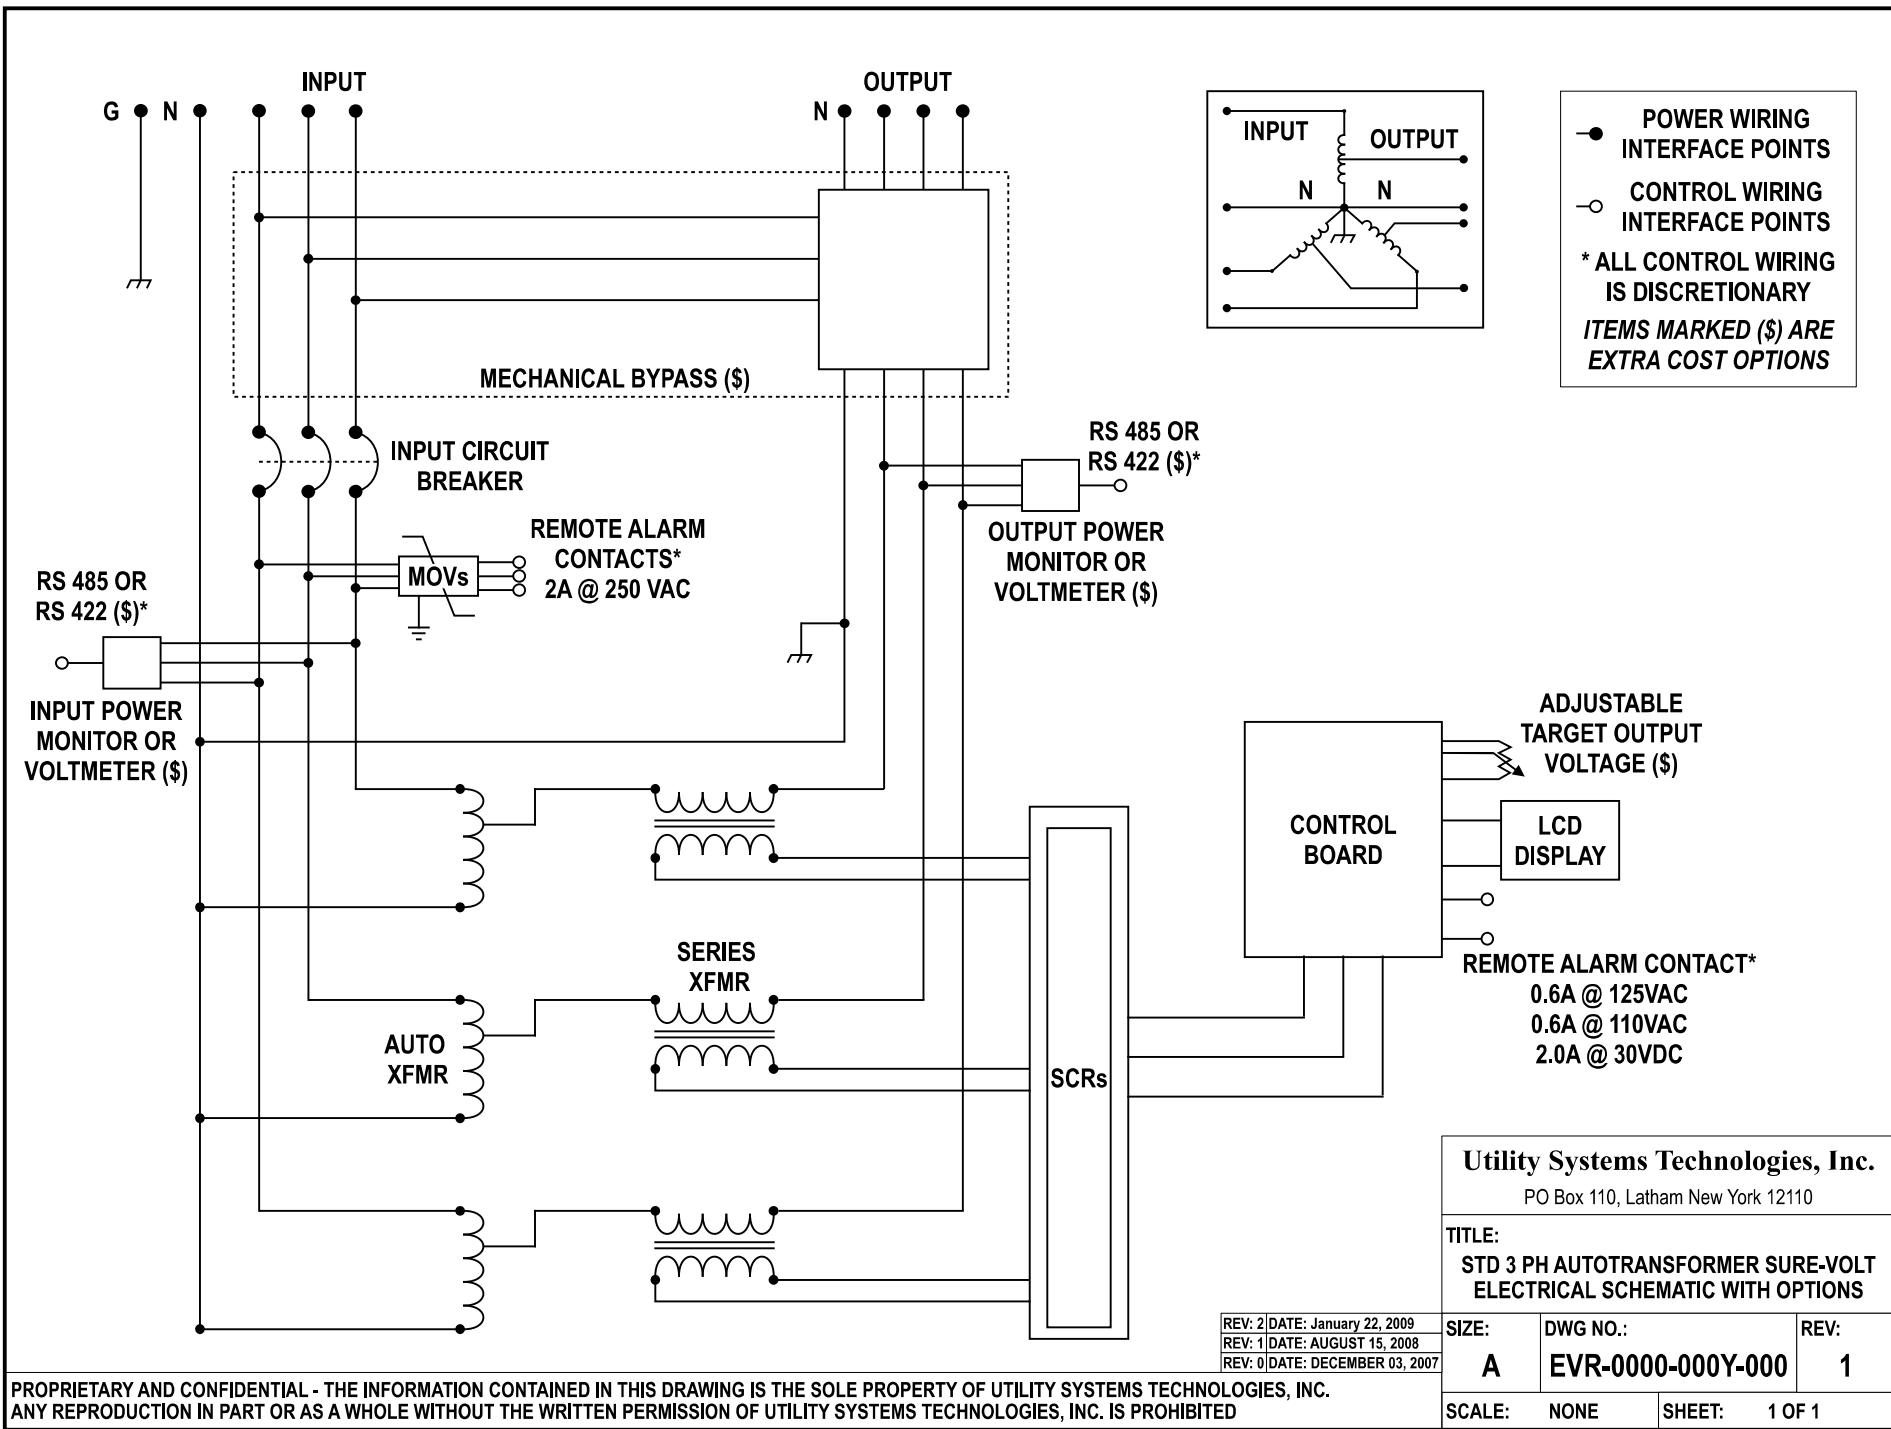 INPUT
G
N
OUTPUT
N
MECHANICAL BYPASS ($)
INPUT CIRCUIT
BREAKER
REMOTE ALARM
CONTACTS*
2A @ 250 VAC
MOVs
RS 485 OR
RS 422 ($)*
INPUT POWER
MONITOR OR
VOLTMETER ($)
RS 485 OR
RS 422 ($)*
OUTPUT POWER
MONITOR OR
VOLTMETER ($)
INPUT
OUTPUT
N
N
POWER WIRING
INTERFACE POINTS
CONTROL WIRING
INTERFACE POINTS
* ALL CONTROL WIRING
IS DISCRETIONARY
ITEMS MARKED ($) ARE
EXTRA COST OPTIONS
AUTO
XFMR
SERIES
XFMR
SCRs
CONTROL
BOARD
ADJUSTABLE
TARGET OUTPUT
VOLTAGE ($)
LCD
DISPLAY
REMOTE ALARM CONTACT*
0.6A @ 125VAC
0.6A @ 110VAC
2.0A @ 30VDC
Utility Systems Technologies, Inc.
PO Box 110, Latham New York 12110
TITLE:
STD 3 PH AUTOTRANSFORMER SURE-VOLT
ELECTRICAL SCHEMATIC WITH OPTIONS
REV: 2 DATE: January 22, 2009
REV: 1 DATE: AUGUST 15, 2008
REV: 0 DATE: DECEMBER 03, 2007
SIZE:
A
DWG NO.:
EVR-0000-000Y-000
REV:
1
SCALE: NONE
SHEET: 1 OF 1
PROPRIETARY AND CONFIDENTIAL - THE INFORMATION CONTAINED IN THIS DRAWING IS THE SOLE PROPERTY OF UTILITY SYSTEMS TECHNOLOGIES, INC.
ANY REPRODUCTION IN PART OR AS A WHOLE WITHOUT THE WRITTEN PERMISSION OF UTILITY SYSTEMS TECHNOLOGIES, INC. IS PROHIBITED